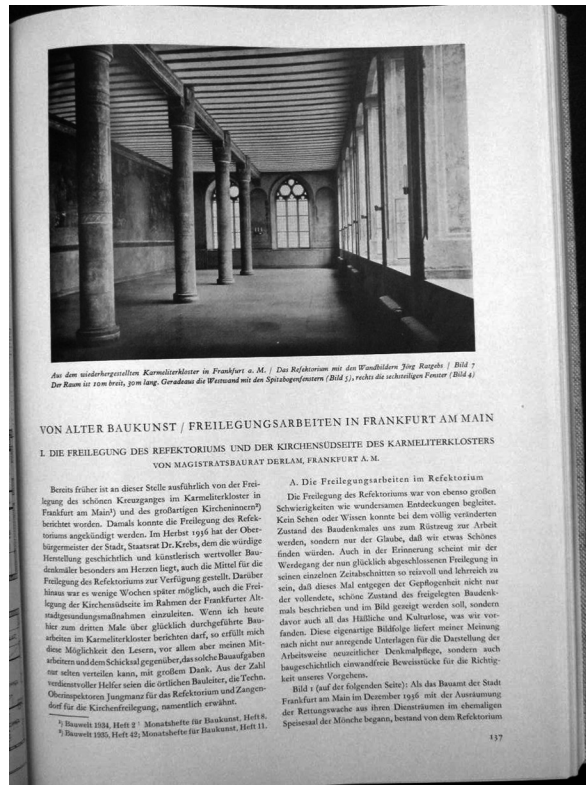 Aus dem wiederhergestellten Karmeliterkloster in Frankfurt a. M. / Das Refektorium mit den Wandbildern Jörg Ratgebs / Bild 7
Der Raum ist 10m breit, 30m lang. Geradeaus die Westwand mit den Spitzbogenfenstern (Bild 5), rechts die sechsteiligen Fenster (Bild 4)
VON ALTER BAUKUNST / FREILEGUNGSARBEITEN IN FRANKFURT AM MAIN
I. DIE FREILEGUNG DES REFEKTORIUMS UND DER KIRCHENSÜDSEITE DES KARMELITERKLOSTERS
VON MAGISTRATSBAURAT DERLAM, FRANKFURT A. M.
Bereits früher ist an dieser Stelle ausführlich von der Frei-
legung des schönen Kreuzganges im Karmeliterkloster in
Frankfurt am Main¹) und des großartigen Kircheninnern²)
berichtet worden. Damals konnte die Freilegung des Refek-
toriums angekündigt werden. Im Herbst 1936 hat der Ober-
bürgermeister der Stadt, Staatsrat Dr. Krebs, dem die würdige
Herstellung geschichtlich und künstlerisch wertvoller Bau-
denkmäler besonders am Herzen liegt, auch die Mittel für die
Freilegung des Refektoriums zur Verfügung gestellt. Darüber
hinaus war es wenige Wochen später möglich, auch die Frei-
legung der Kirchensüdseite im Rahmen der Frankfurter Alt-
stadtgesundungsmaßnahmen einzuleiten. Wenn ich heute
hier zum dritten Male über glücklich durchgeführte Bau-
arbeiten im Karmeliterkloster berichten darf, so erfüllt mich
diese Möglichkeit den Lesern, vor allem aber meinen Mit-
arbeitern und dem Schicksal gegenüber, das solche Bauaufgaben
nur selten verteilen kann, mit großem Dank. Aus der Zahl
verdienstvoller Helfer seien die örtlichen Bauleiter, die Techn.
Oberinspektoren Jungmanz für das Refektorium und Zangen-
dorf für die Kirchenfreilegung, namentlich erwähnt.
¹) Bauwelt 1934, Heft 2 Monatshefte für Baukunst, Heft 8.
²) Bauwelt 1935, Heft 42; Monatshefte für Baukunst, Heft 11.
A. Die Freilegungsarbeiten im Refektorium
Die Freilegung des Refektoriums war von ebenso großen
Schwierigkeiten wie wundersamen Entdeckungen begleitet.
Kein Sehen oder Wissen konnte bei dem völlig veränderten
Zustand des Baudenkmales uns zum Rüstzeug zur Arbeit
werden, sondern nur der Glaube, daß wir etwas Schönes
finden würden. Auch in der Erinnerung scheint mir der
Werdegang der nun glücklich abgeschlossenen Freilegung in
seinen einzelnen Zeitabschnitten so reizvoll und lehrreich zu
sein, daß dieses Mal entgegen der Gepflogenheit nicht nur
der vollendete, schöne Zustand des freigelegten Baudenk-
mals beschrieben und im Bild gezeigt werden soll, sondern
davor auch all das Häßliche und Kulturlose, was wir vor-
fanden. Diese eigenartige Bildfolge liefert meiner Meinung
nach nicht nur anregende Unterlagen für die Darstellung der
Arbeitsweise neuzeitlicher Denkmalpflege, sondern auch
baugeschichtlich einwandfreie Beweisstücke für die Richtig-
keit unseres Vorgehens.
Bild 1 (auf der folgenden Seite): Als das Bauamt der Stadt
Frankfurt am Main im Dezember 1936 mit der Ausräumung
der Rettungswache aus ihren Diensträumen im ehemaligen
Speisesaal der Mönche begann, bestand von dem Refektorium
137